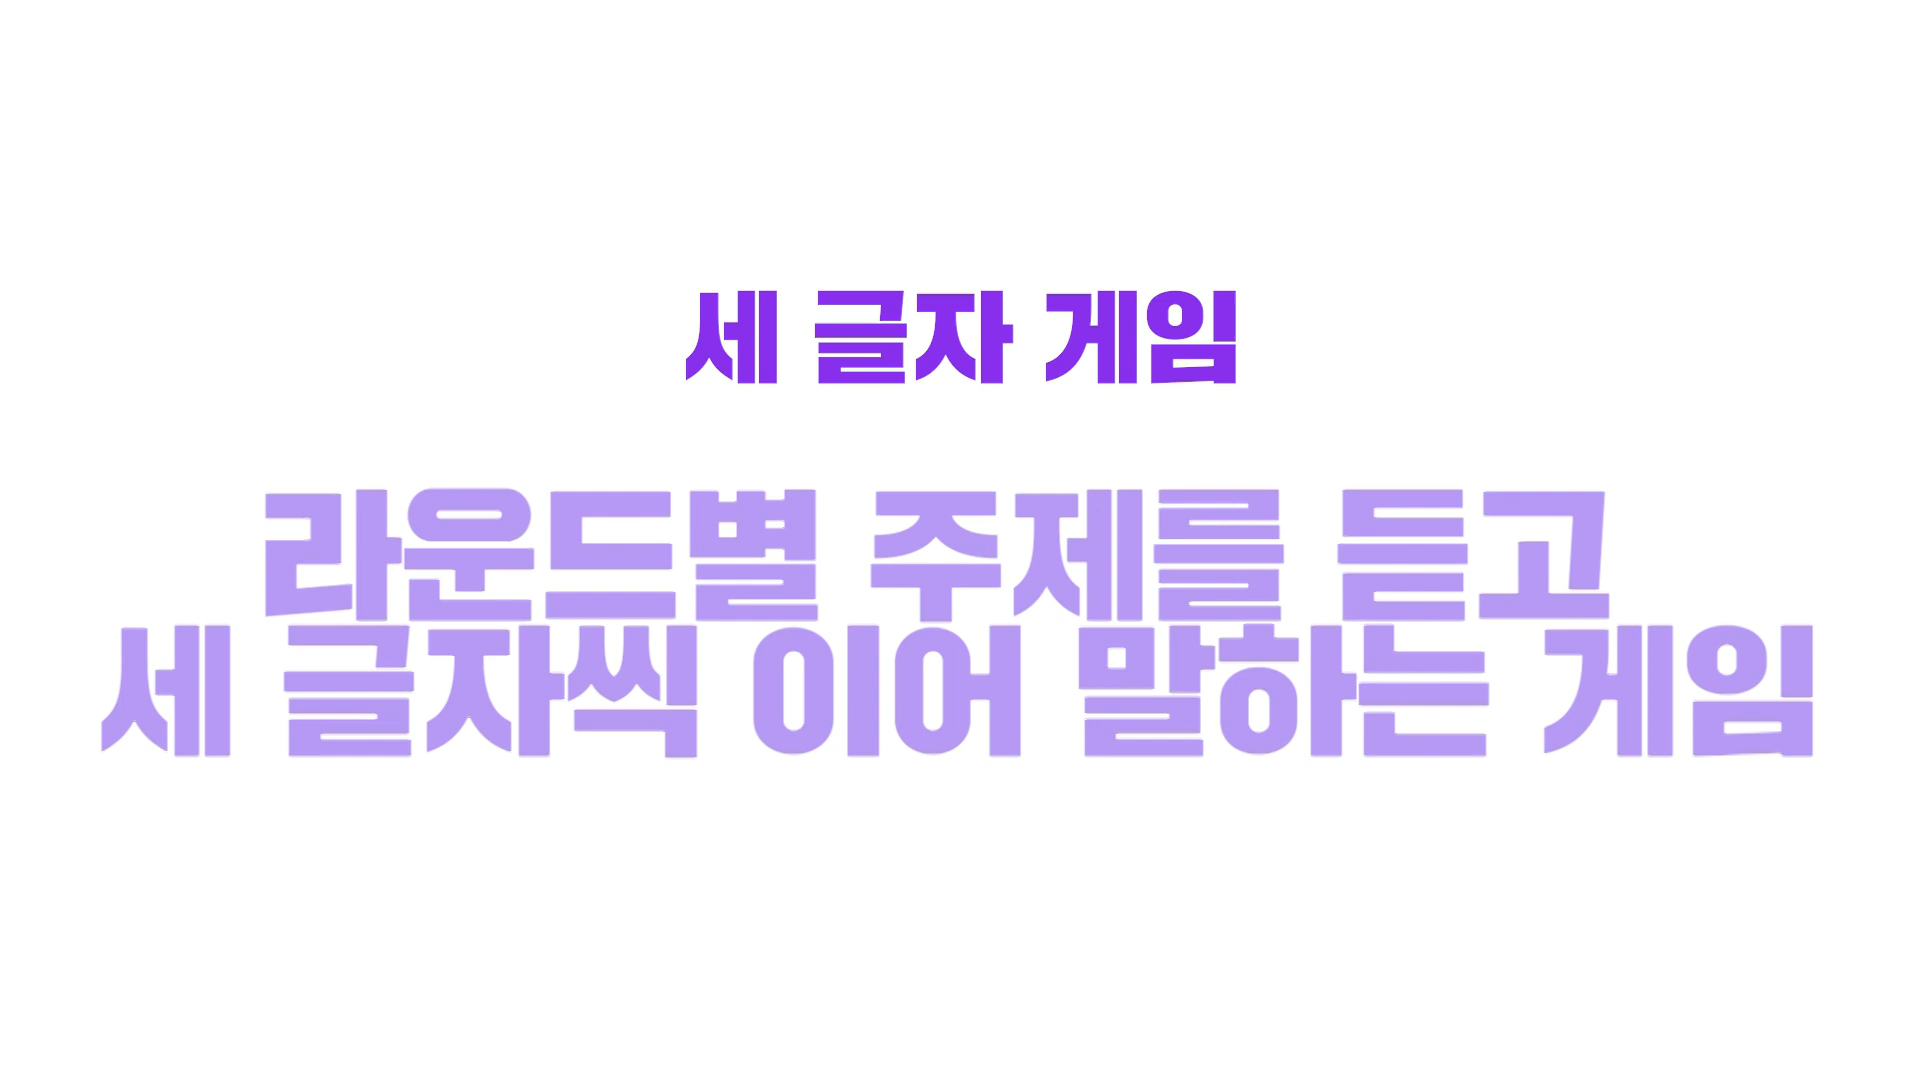 세 글자 게임
라운드별 주제를 듣고
세 글자씩 이어 말하는 게임